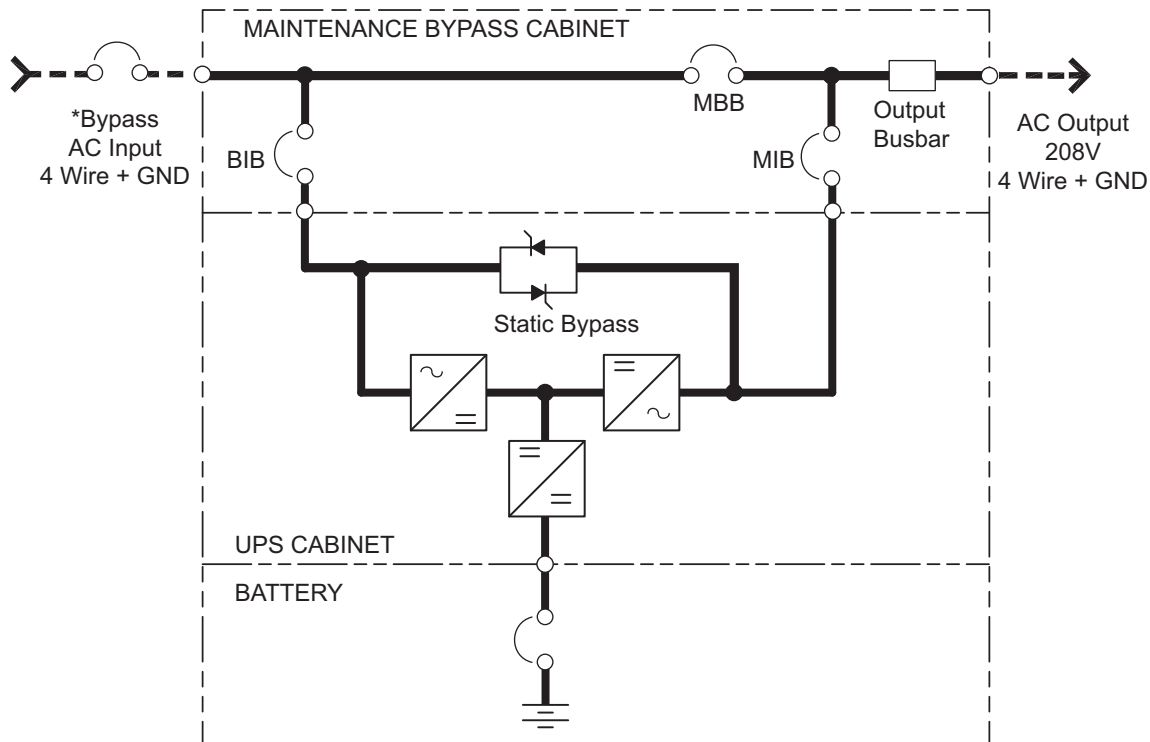 MAINTENANCE BYPASS CABINET
*Bypass
AC Input
4 Wire + GND
BIB
MBB
MIB
Output
Busbar
AC Output
208V
4 Wire + GND
Static Bypass
UPS CABINET
BATTERY